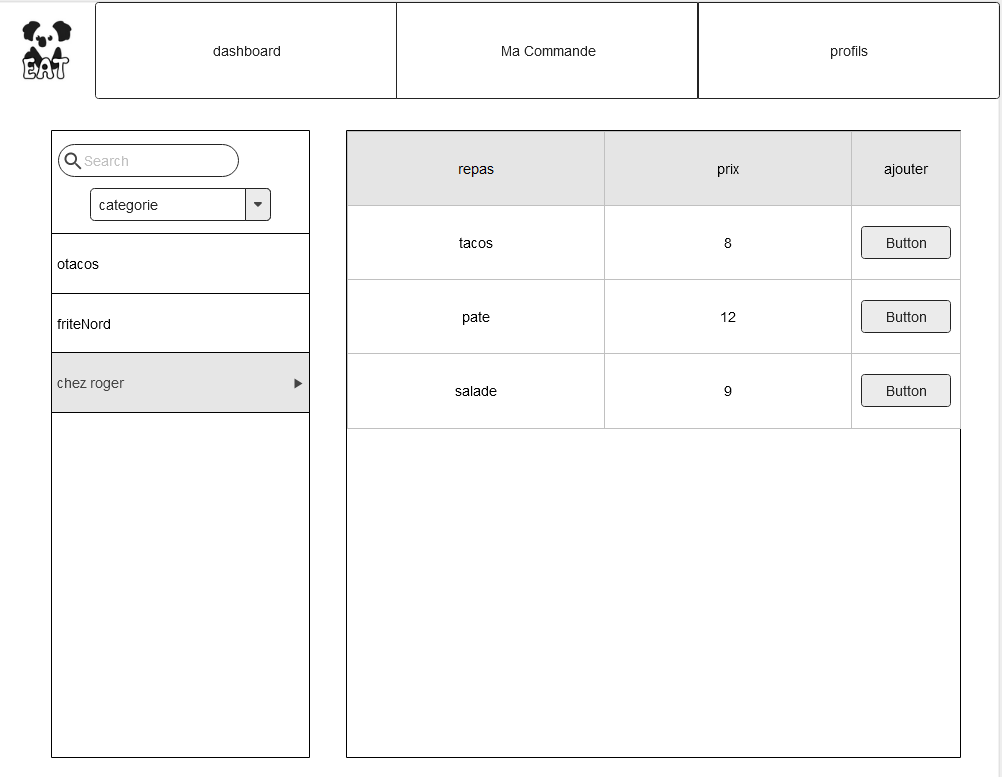 EAT
dashboard
Ma Commande
profils
Search
categorie
otacos
friteNord
chez roger
repas prix ajouter
tacos 8 Button
pate 12 Button
salade 9 Button